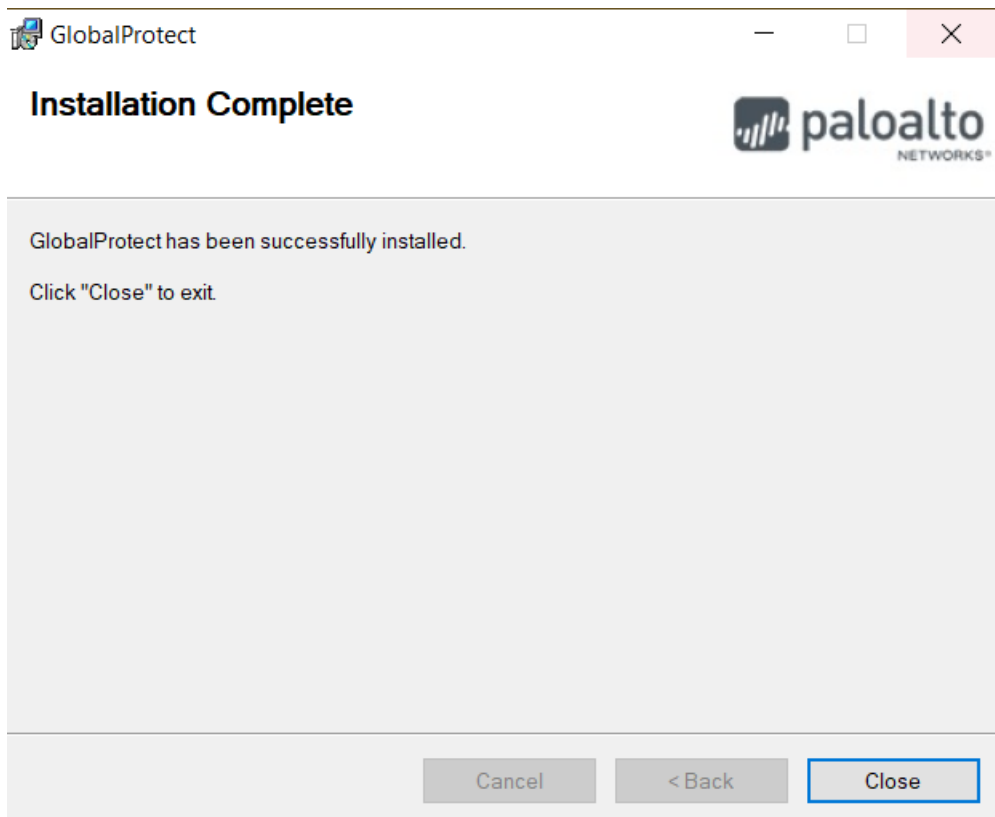 GlobalProtect
Installation Complete
paloalto
NETWORKS®
GlobalProtect has been successfully installed.
Click "Close" to exit.
Cancel
< Back
Close